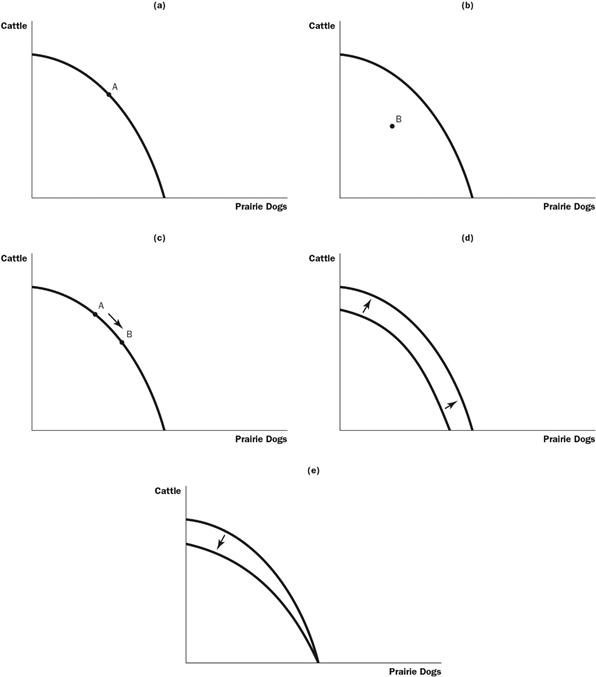 (a)
Cattle
A
Prairie Dogs
(b)
Cattle
B
Prairie Dogs
(c)
Cattle
A
B
Prairie Dogs
(d)
Cattle
Prairie Dogs
(e)
Cattle
Prairie Dogs